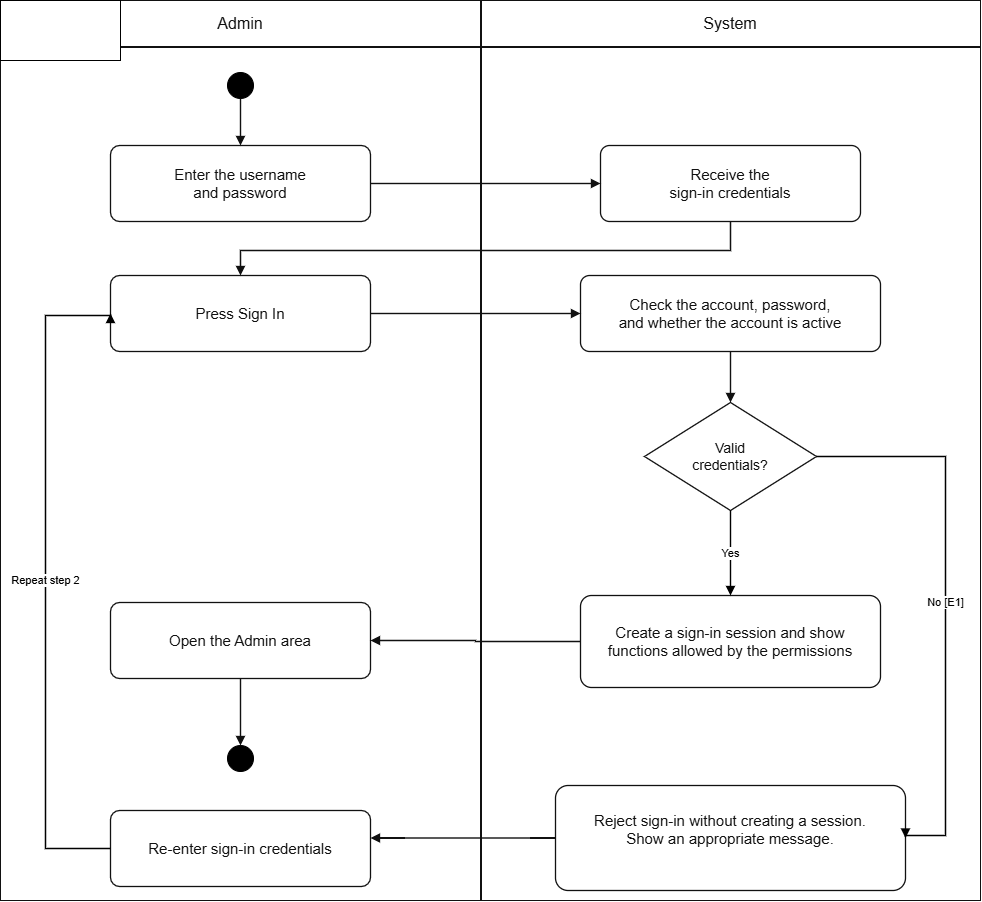 Admin
System
Enter the username
and password
Receive the
sign-in credentials
Press Sign In
Check the account, password,
and whether the account is active
Valid
credentials?
Yes
Repeat step 2
No [E1]
Open the Admin area
Create a sign-in session and show
functions allowed by the permissions
Re-enter sign-in credentials
Reject sign-in without creating a session.
Show an appropriate message.